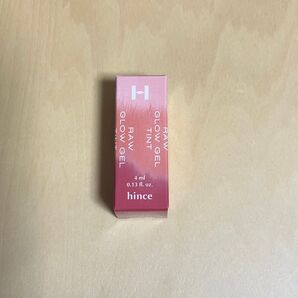 H
RAW
GLOW GEL
TINT
4 ml
0.13 fl. oz.
hince
RAW
GLOW GEL